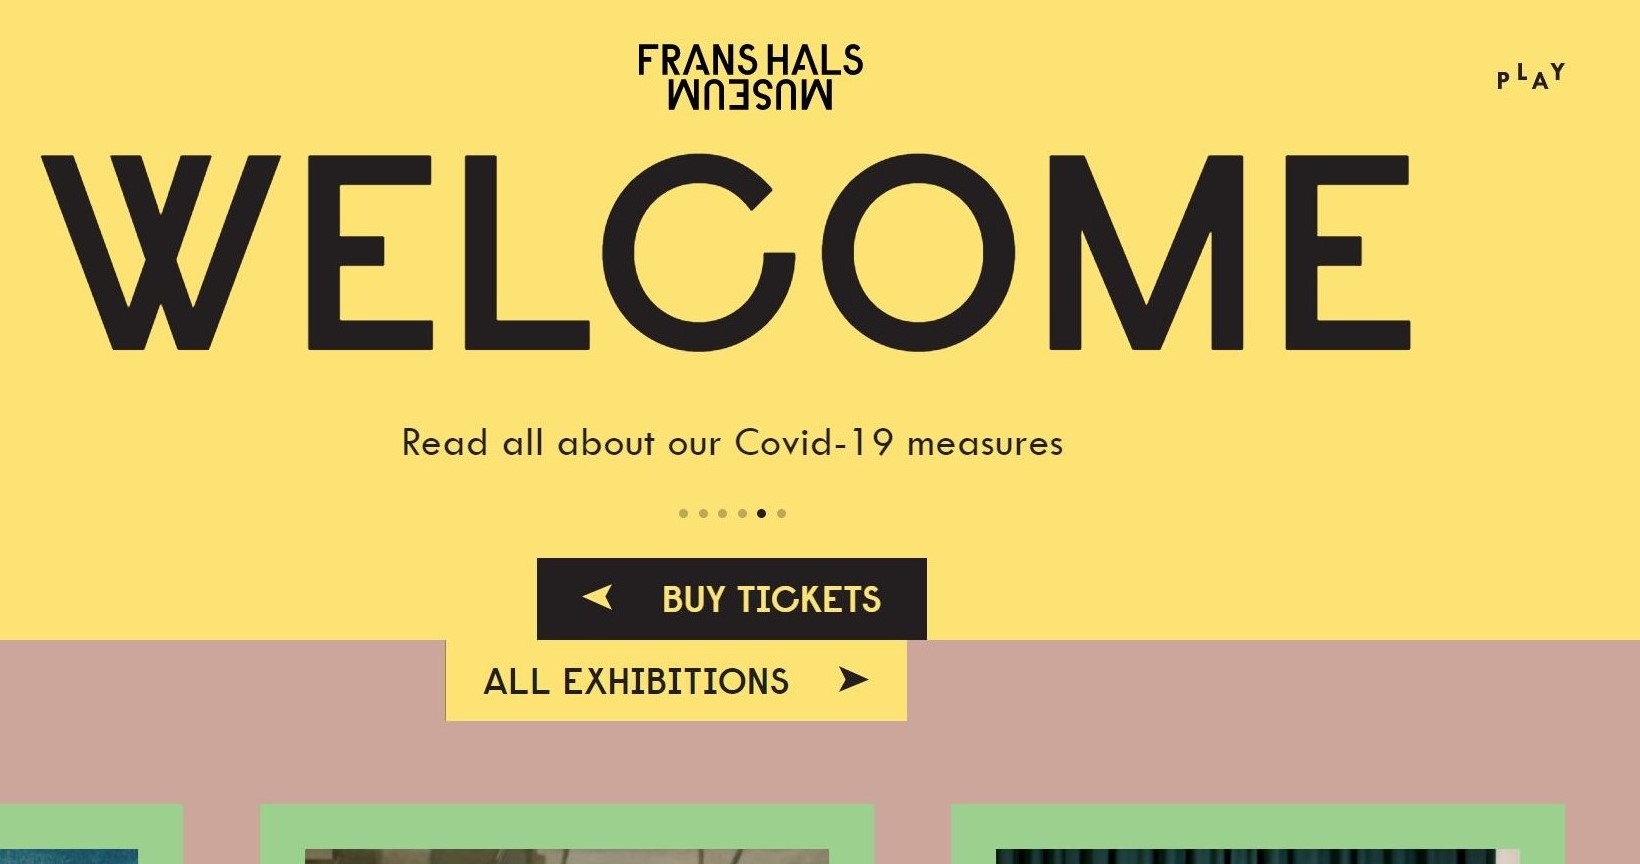 FRANS HALS
MUSEUM
PLAY
WELCOME
Read all about our Covid-19 measures
BUY TICKETS
ALL EXHIBITIONS